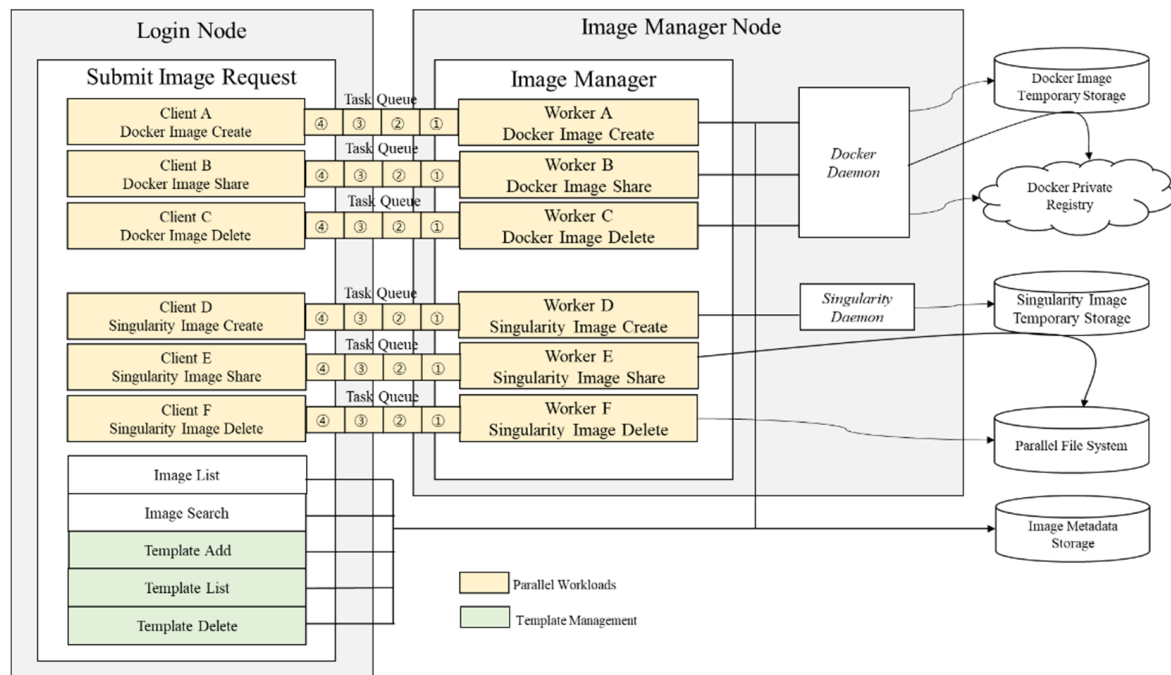 Login Node
Submit Image Request
Client A
Docker Image Create
Client B
Docker Image Share
Client C
Docker Image Delete
Client D
Singularity Image Create
Client E
Singularity Image Share
Client F
Singularity Image Delete
Image List
Image Search
Template Add
Template List
Template Delete
Task Queue
④ ③ ② ①
Task Queue
④ ③ ② ①
Task Queue
④ ③ ② ①
Task Queue
④ ③ ② ①
Task Queue
④ ③ ② ①
Task Queue
④ ③ ② ①
Image Manager Node
Image Manager
Worker A
Docker Image Create
Worker B
Docker Image Share
Worker C
Docker Image Delete
Worker D
Singularity Image Create
Worker E
Singularity Image Share
Worker F
Singularity Image Delete
Docker
Daemon
Singularity
Daemon
Docker Image
Temporary Storage
Docker Private
Registry
Singularity Image
Temporary Storage
Parallel File System
Image Metadata
Storage
Parallel Workloads
Template Management